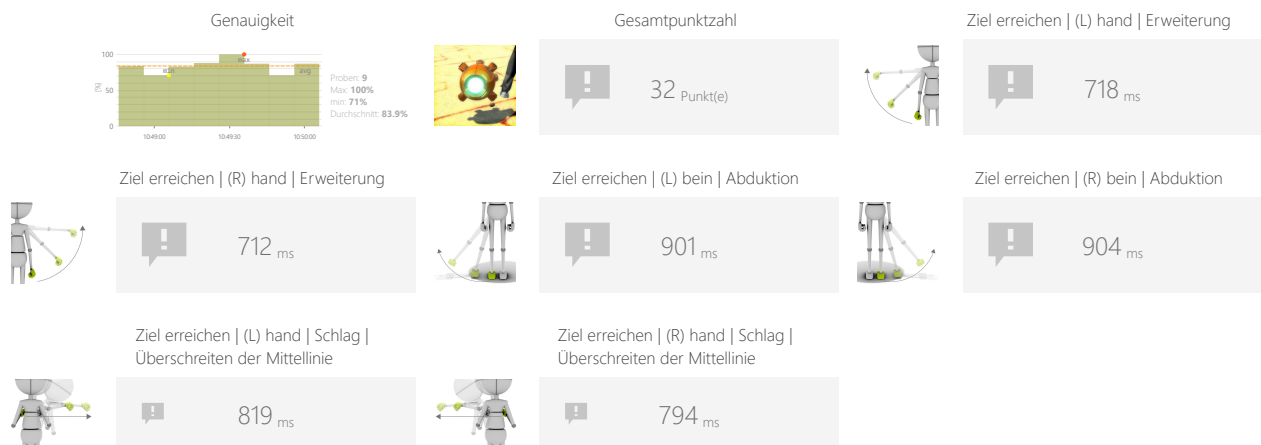 Genauigkeit
100
50
0
[%]
min
max
avg
10:49:00
10:49:30
10:50:00
Proben: 9
Max: 100%
min: 71%
Durchschnitt: 83.9%
Gesamtpunktzahl
32 Punkt(e)
Ziel erreichen | (L) hand | Erweiterung
718 ms
Ziel erreichen | (R) hand | Erweiterung
712 ms
Ziel erreichen | (L) bein | Abduktion
901 ms
Ziel erreichen | (R) bein | Abduktion
904 ms
Ziel erreichen | (L) hand | Schlag |
Überschreiten der Mittellinie
819 ms
Ziel erreichen | (R) hand | Schlag |
Überschreiten der Mittellinie
794 ms